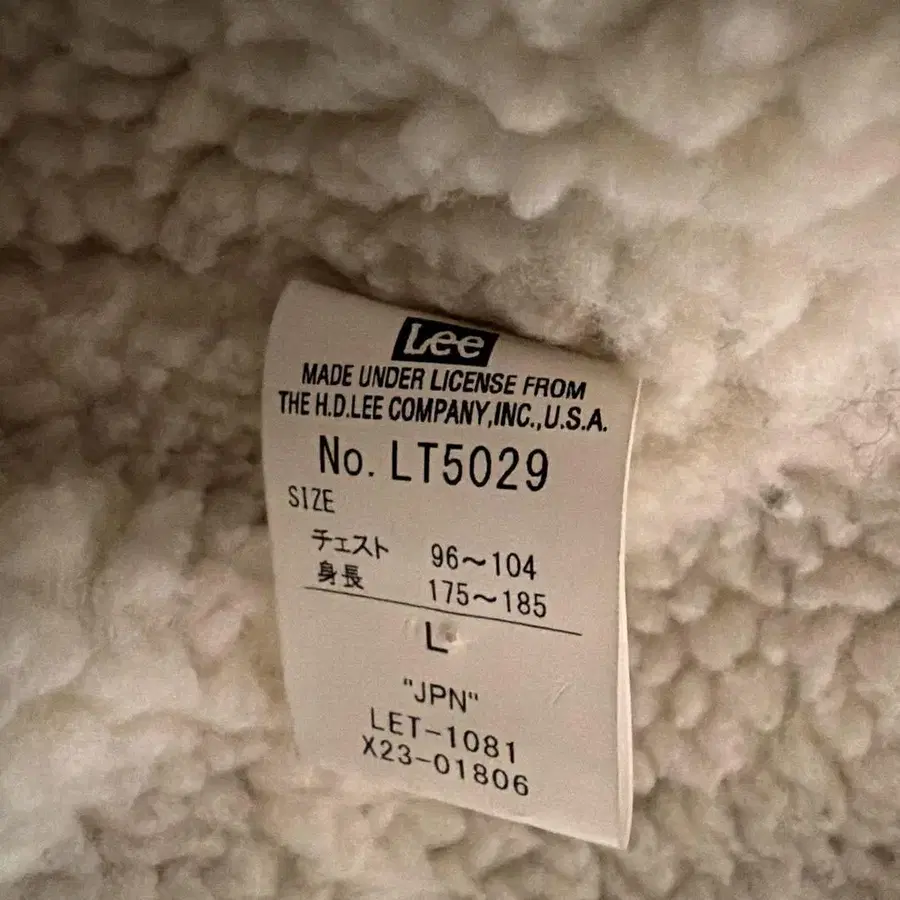 Lee
MADE UNDER LICENSE FROM
THE H.D.LEE COMPANY,INC.,U.S.A.
No. LT5029
SIZE
チェスト 96～104
身長 175～185
L
"JPN"
LET-1081
X23-01806